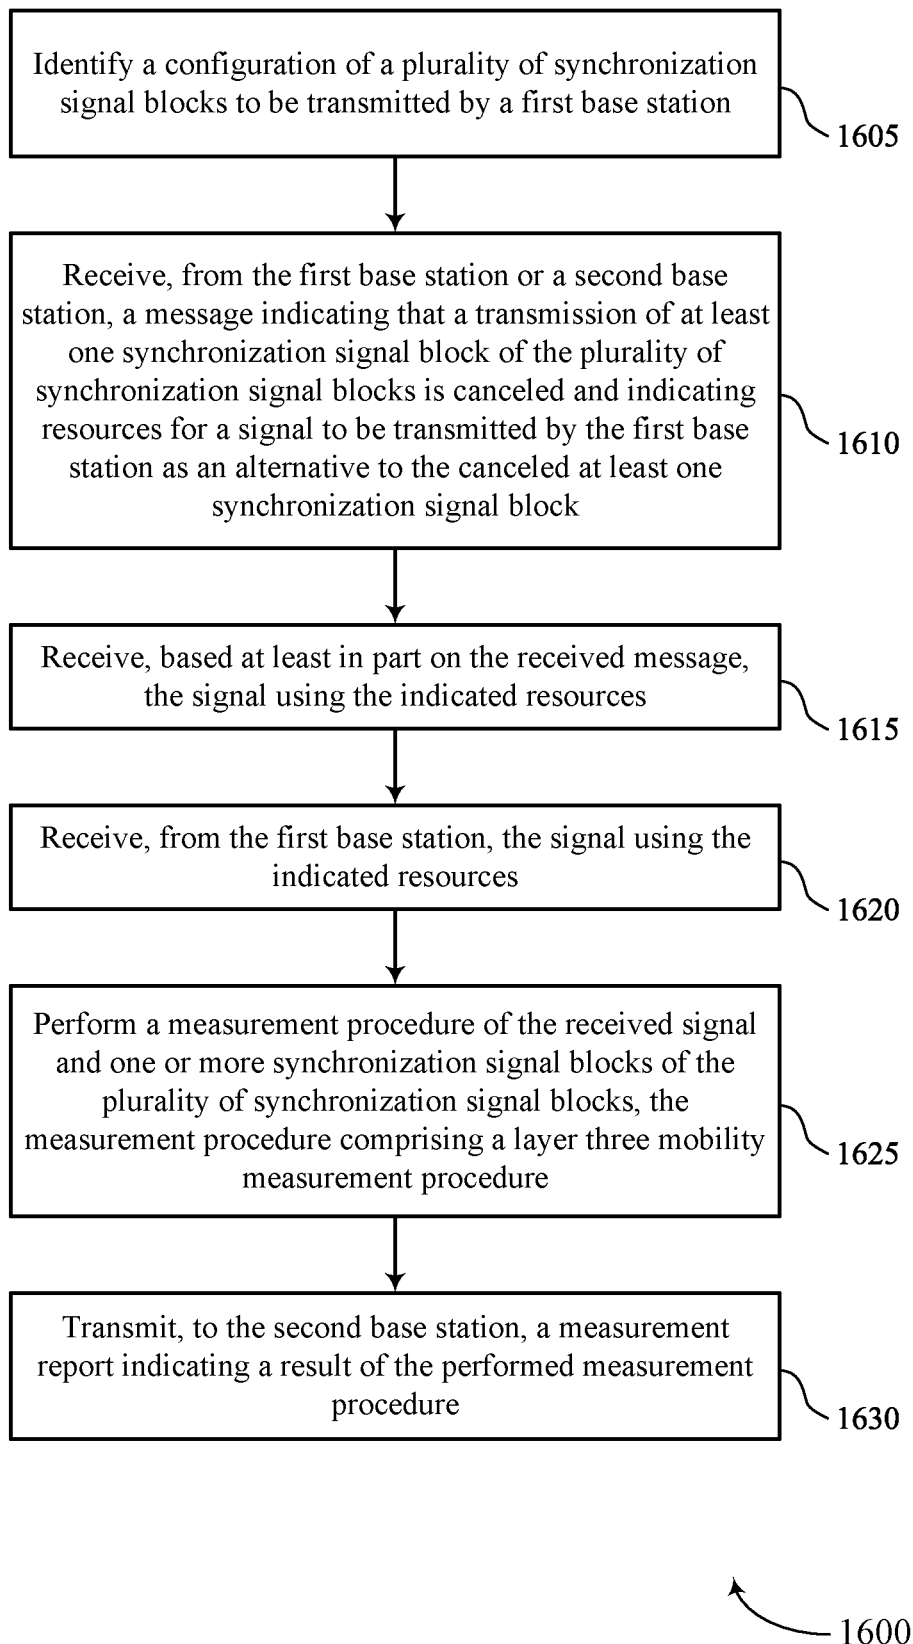 Identify a configuration of a plurality of synchronization
signal blocks to be transmitted by a first base station
1605
Receive, from the first base station or a second base
station, a message indicating that a transmission of at least
one synchronization signal block of the plurality of
synchronization signal blocks is canceled and indicating
resources for a signal to be transmitted by the first base
station as an alternative to the canceled at least one
synchronization signal block
1610
Receive, based at least in part on the received message,
the signal using the indicated resources
1615
Receive, from the first base station, the signal using the
indicated resources
1620
Perform a measurement procedure of the received signal
and one or more synchronization signal blocks of the
plurality of synchronization signal blocks, the
measurement procedure comprising a layer three mobility
measurement procedure
1625
Transmit, to the second base station, a measurement
report indicating a result of the performed measurement
procedure
1630
1600